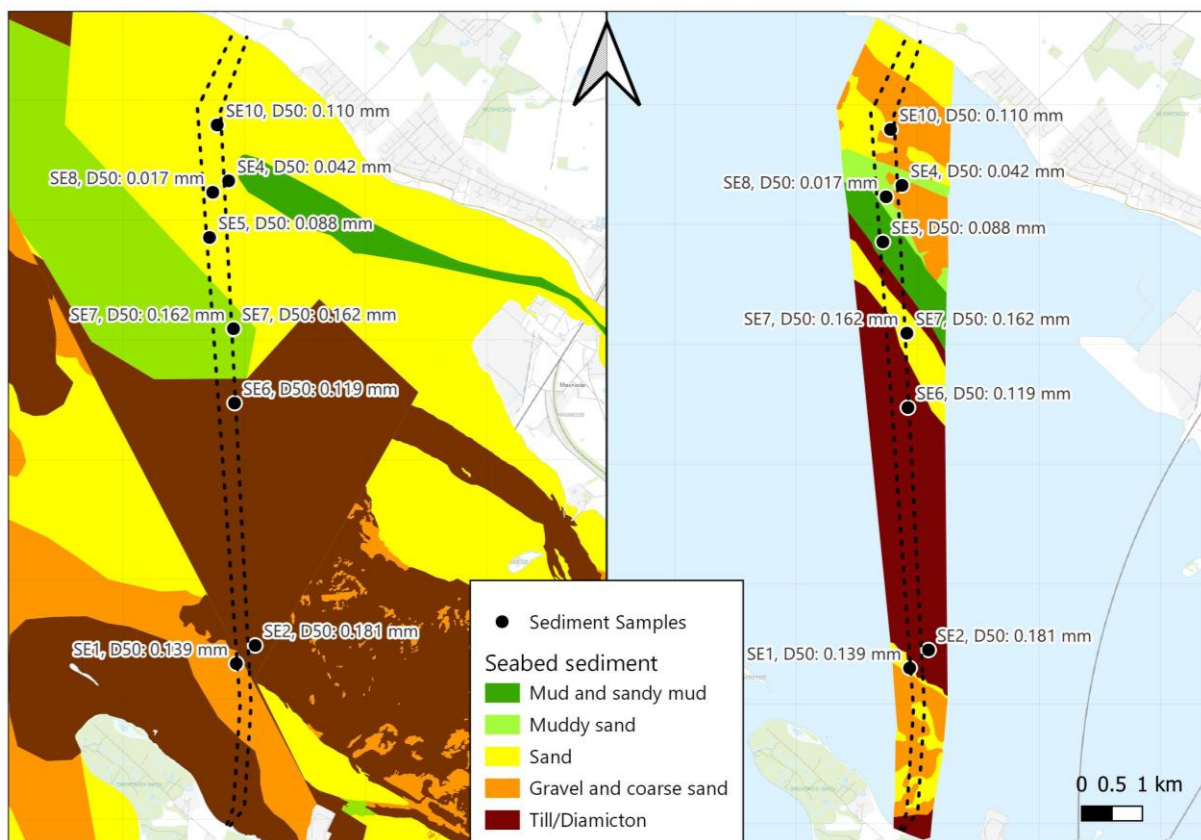 SE10, D50: 0.110 mm
SE4, D50: 0.042 mm
SE8, D50: 0.017 mm
SE5, D50: 0.088 mm
SE7, D50: 0.162 mm
SE7, D50: 0.162 mm
SE6, D50: 0.119 mm
SE2, D50: 0.181 mm
SE1, D50: 0.139 mm
Masnedø
MASNEDØ
SE10, D50: 0.110 mm
SE4, D50: 0.042 mm
SE8, D50: 0.017 mm
SE5, D50: 0.088 mm
SE7, D50: 0.162 mm
SE7, D50: 0.162 mm
SE6, D50: 0.119 mm
SE2, D50: 0.181 mm
SE1, D50: 0.139 mm
Sediment Samples
Seabed sediment
Mud and sandy mud
Muddy sand
Sand
Gravel and coarse sand
Till/Diamicton
0 0.5 1 km